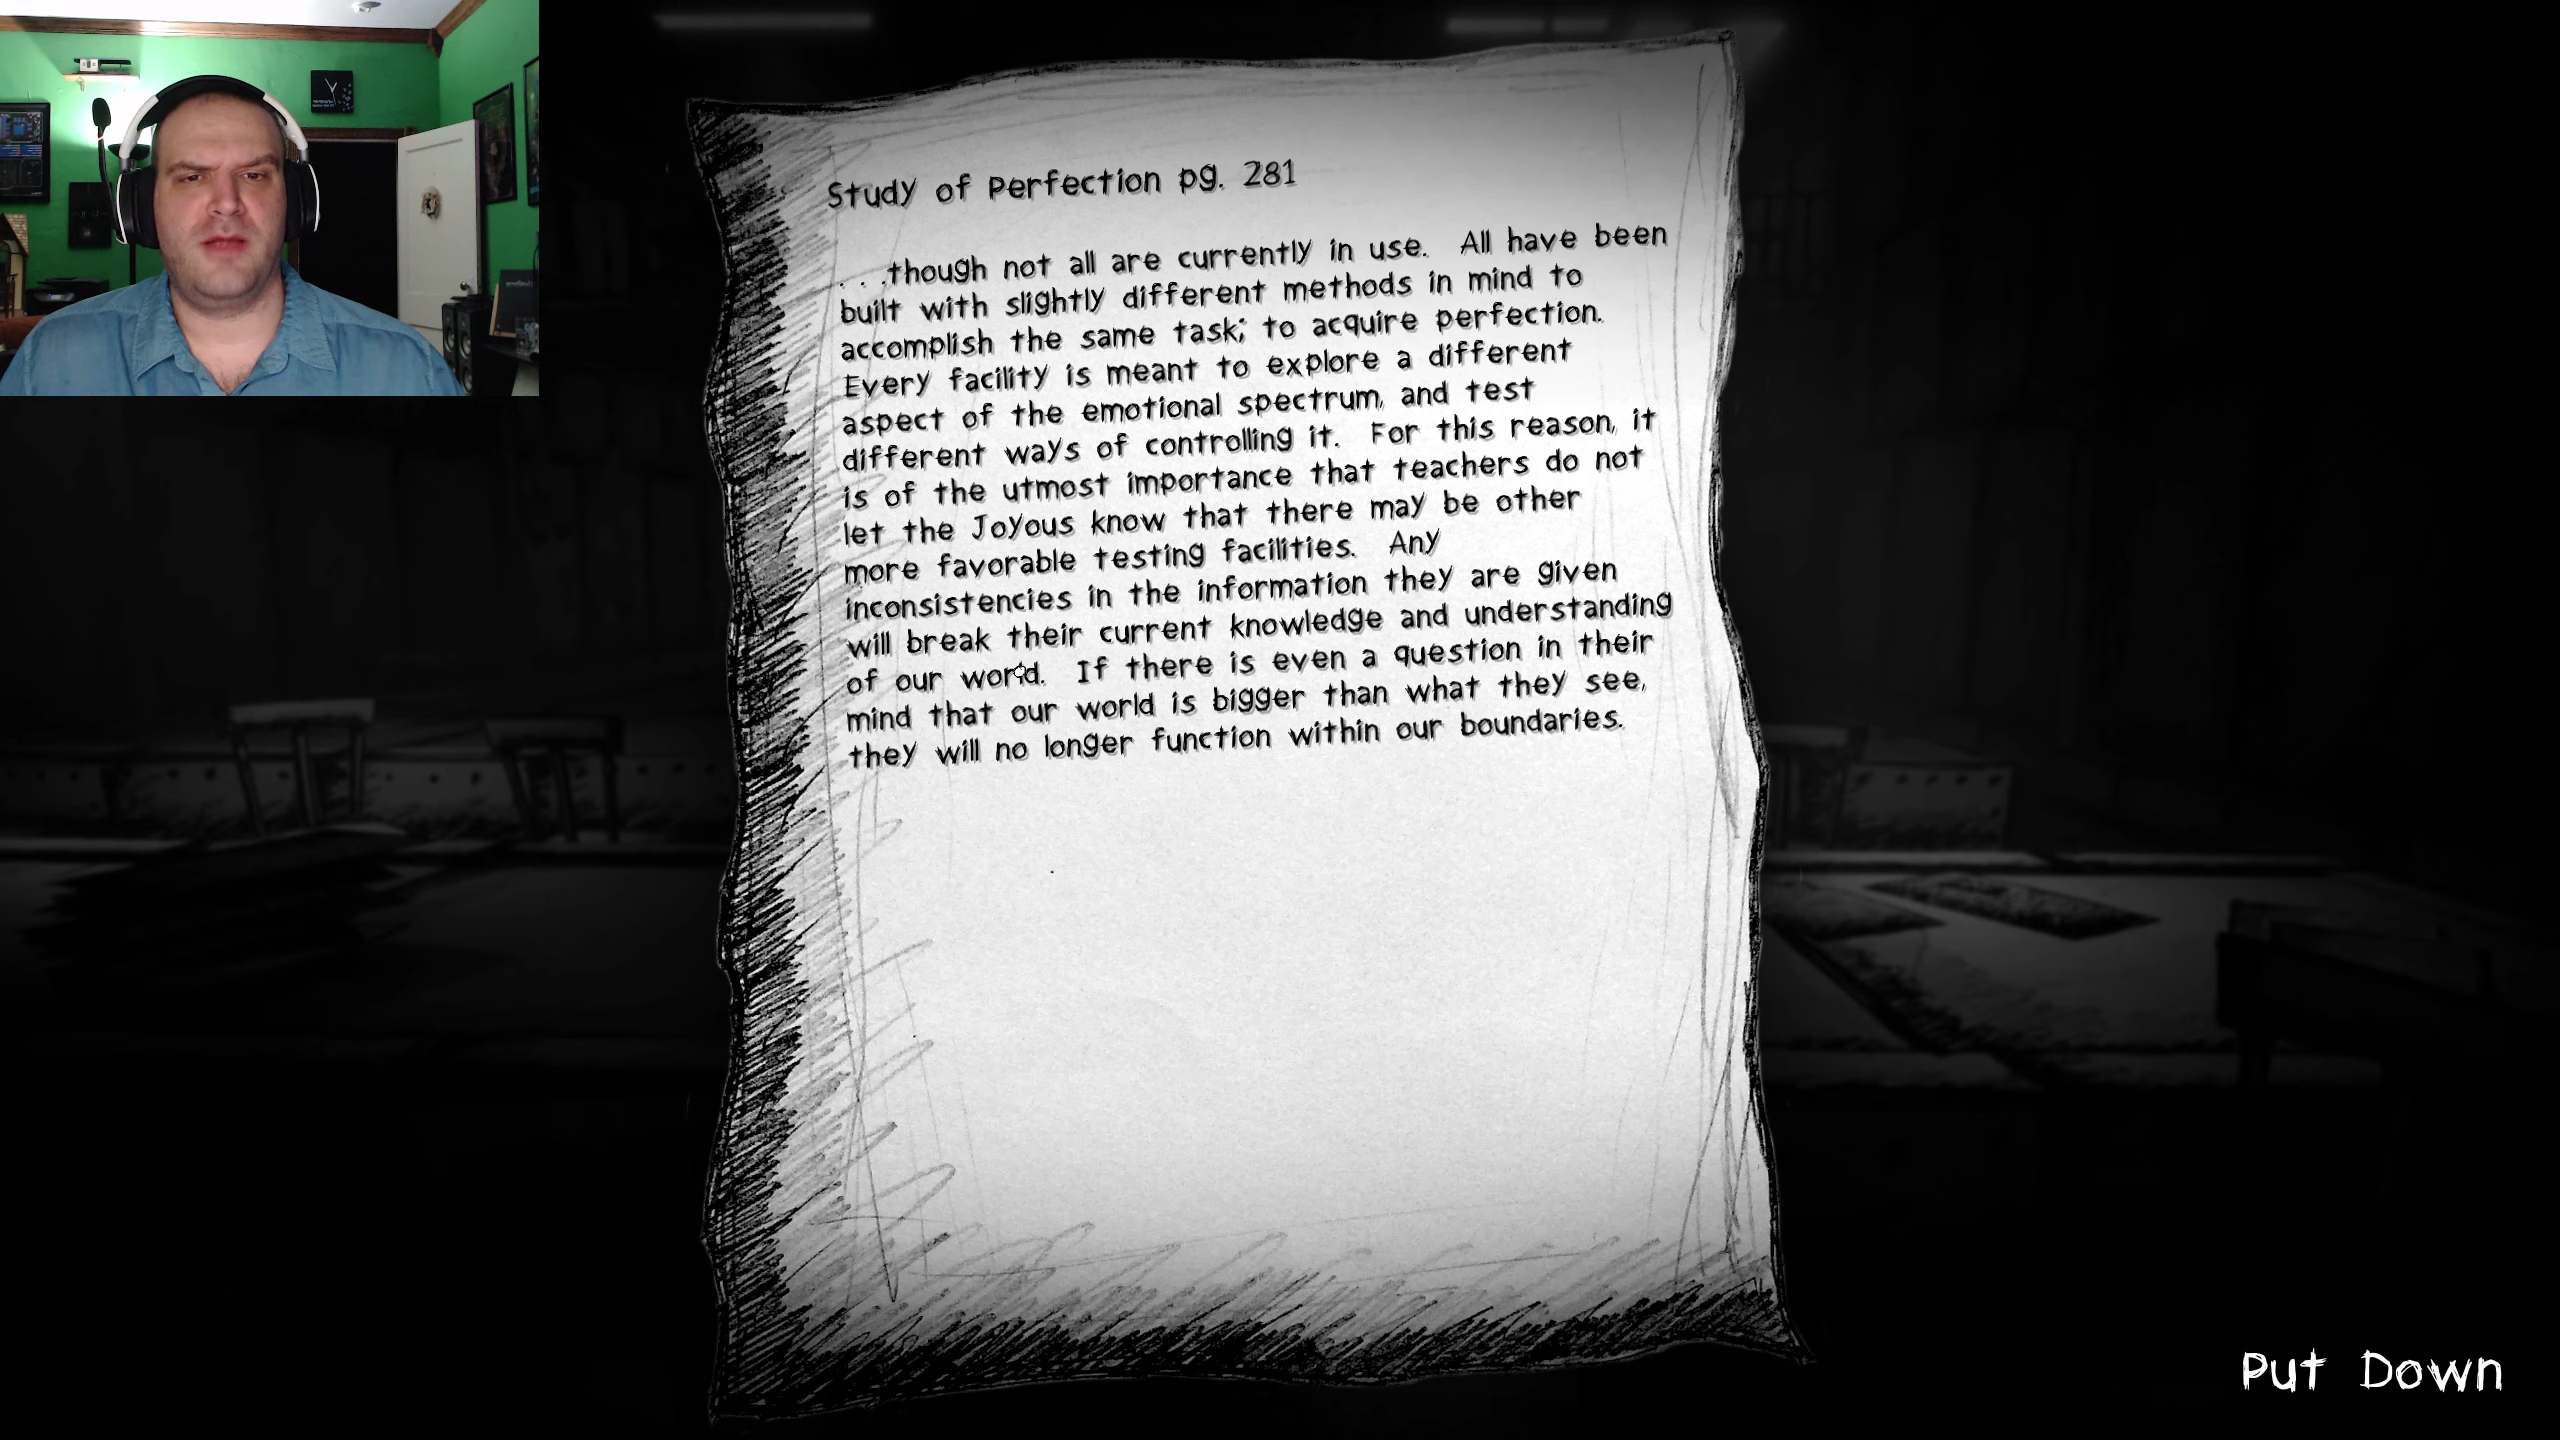 Study of Perfection pg. 281
. . .though not all are currently in use. All have been
built with slightly different methods in mind to
accomplish the same task; to acquire perfection.
Every facility is meant to explore a different
aspect of the emotional spectrum, and test
different ways of controlling it. For this reason, it
is of the utmost importance that teachers do not
let the Joyous know that there may be other
more favorable testing facilities. Any
inconsistencies in the information they are given
will break their current knowledge and understanding
of our world. If there is even a question in their
mind that our world is bigger than what they see,
they will no longer function within our boundaries.
Put Down